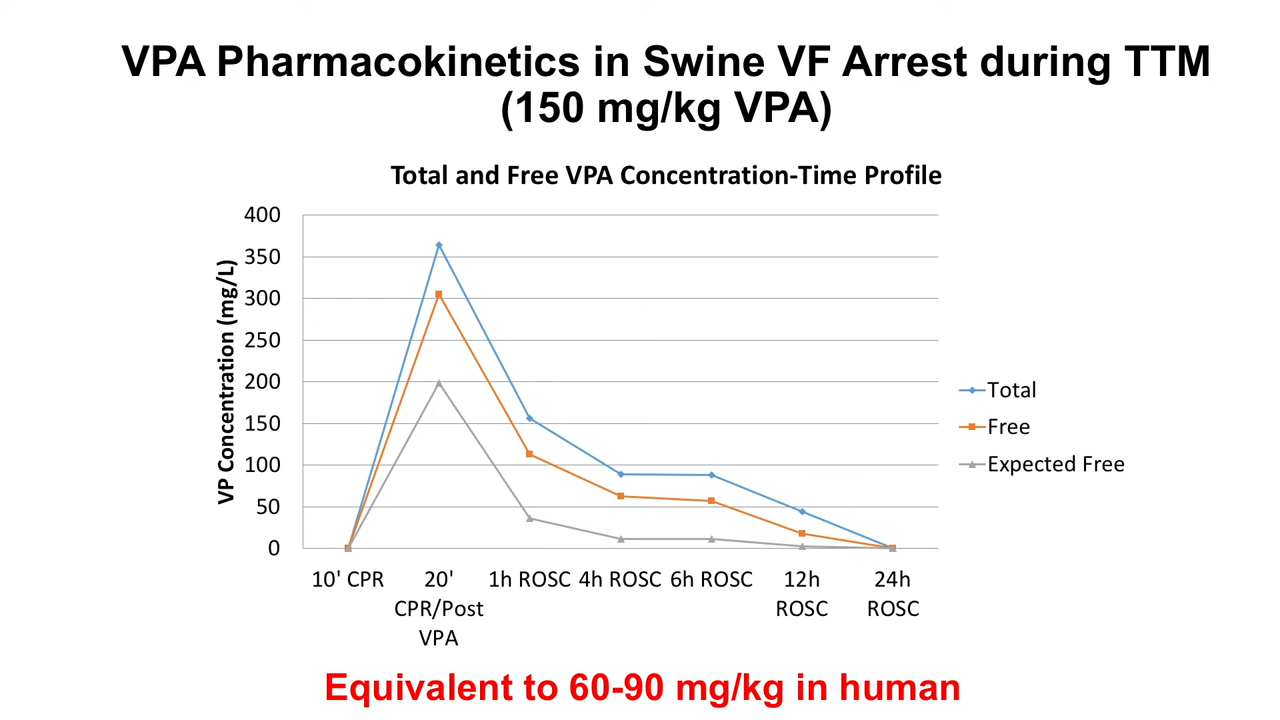 VPA Pharmacokinetics in Swine VF Arrest during TTM
(150 mg/kg VPA)
Total and Free VPA Concentration-Time Profile
VP Concentration (mg/L)
400
350
300
250
200
150
100
50
0
10' CPR
20'
CPR/Post
VPA
1h ROSC
4h ROSC
6h ROSC
12h
ROSC
24h
ROSC
Total
Free
Expected Free
Equivalent to 60-90 mg/kg in human